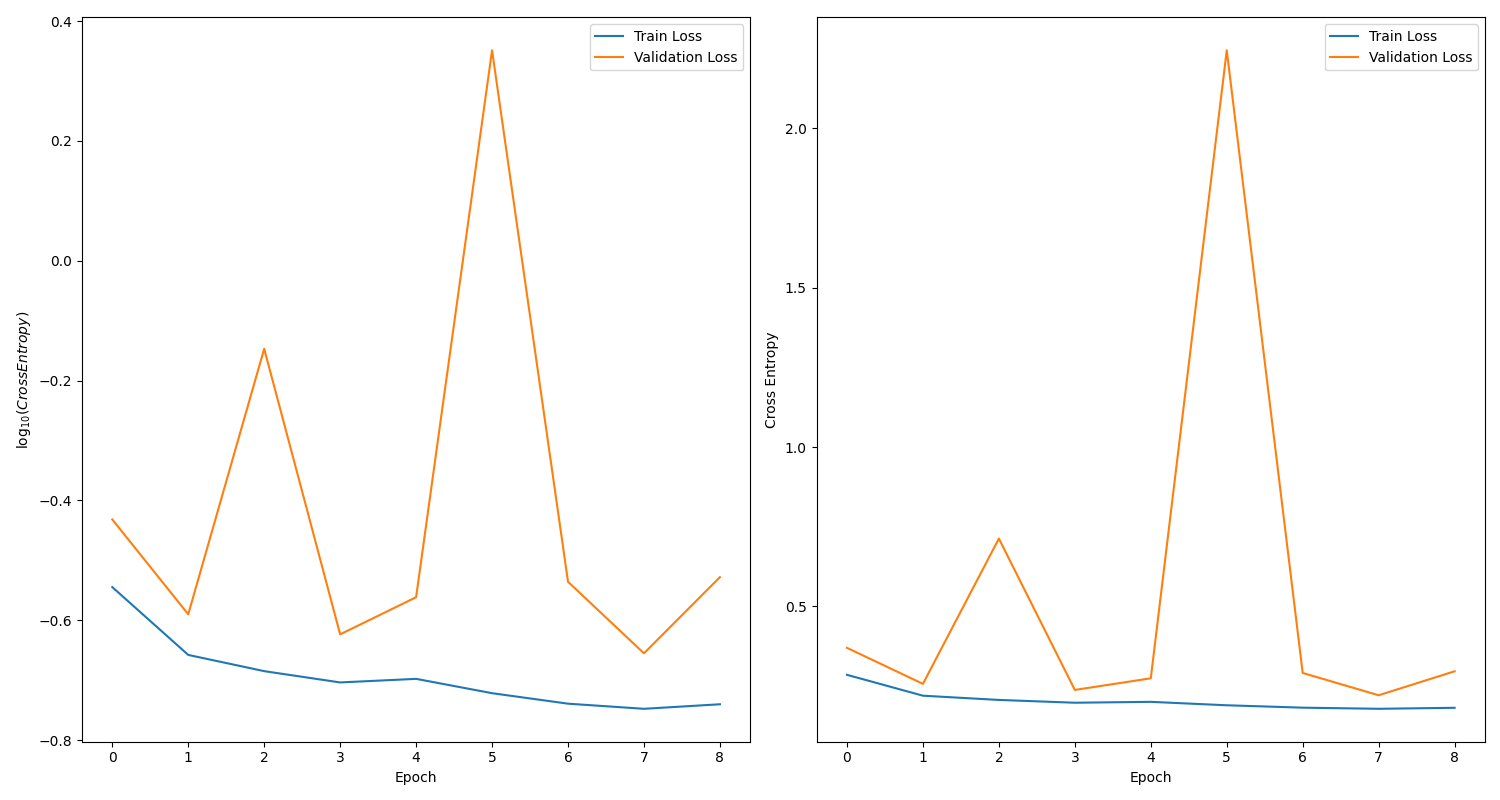 0.4
0.2
0.0
−0.2
−0.4
−0.6
−0.8
log₁₀(CrossEntropy)
0 1 2 3 4 5 6 7 8
Epoch
Train Loss
Validation Loss
2.0
1.5
1.0
0.5
Cross Entropy
0 1 2 3 4 5 6 7 8
Epoch
Train Loss
Validation Loss